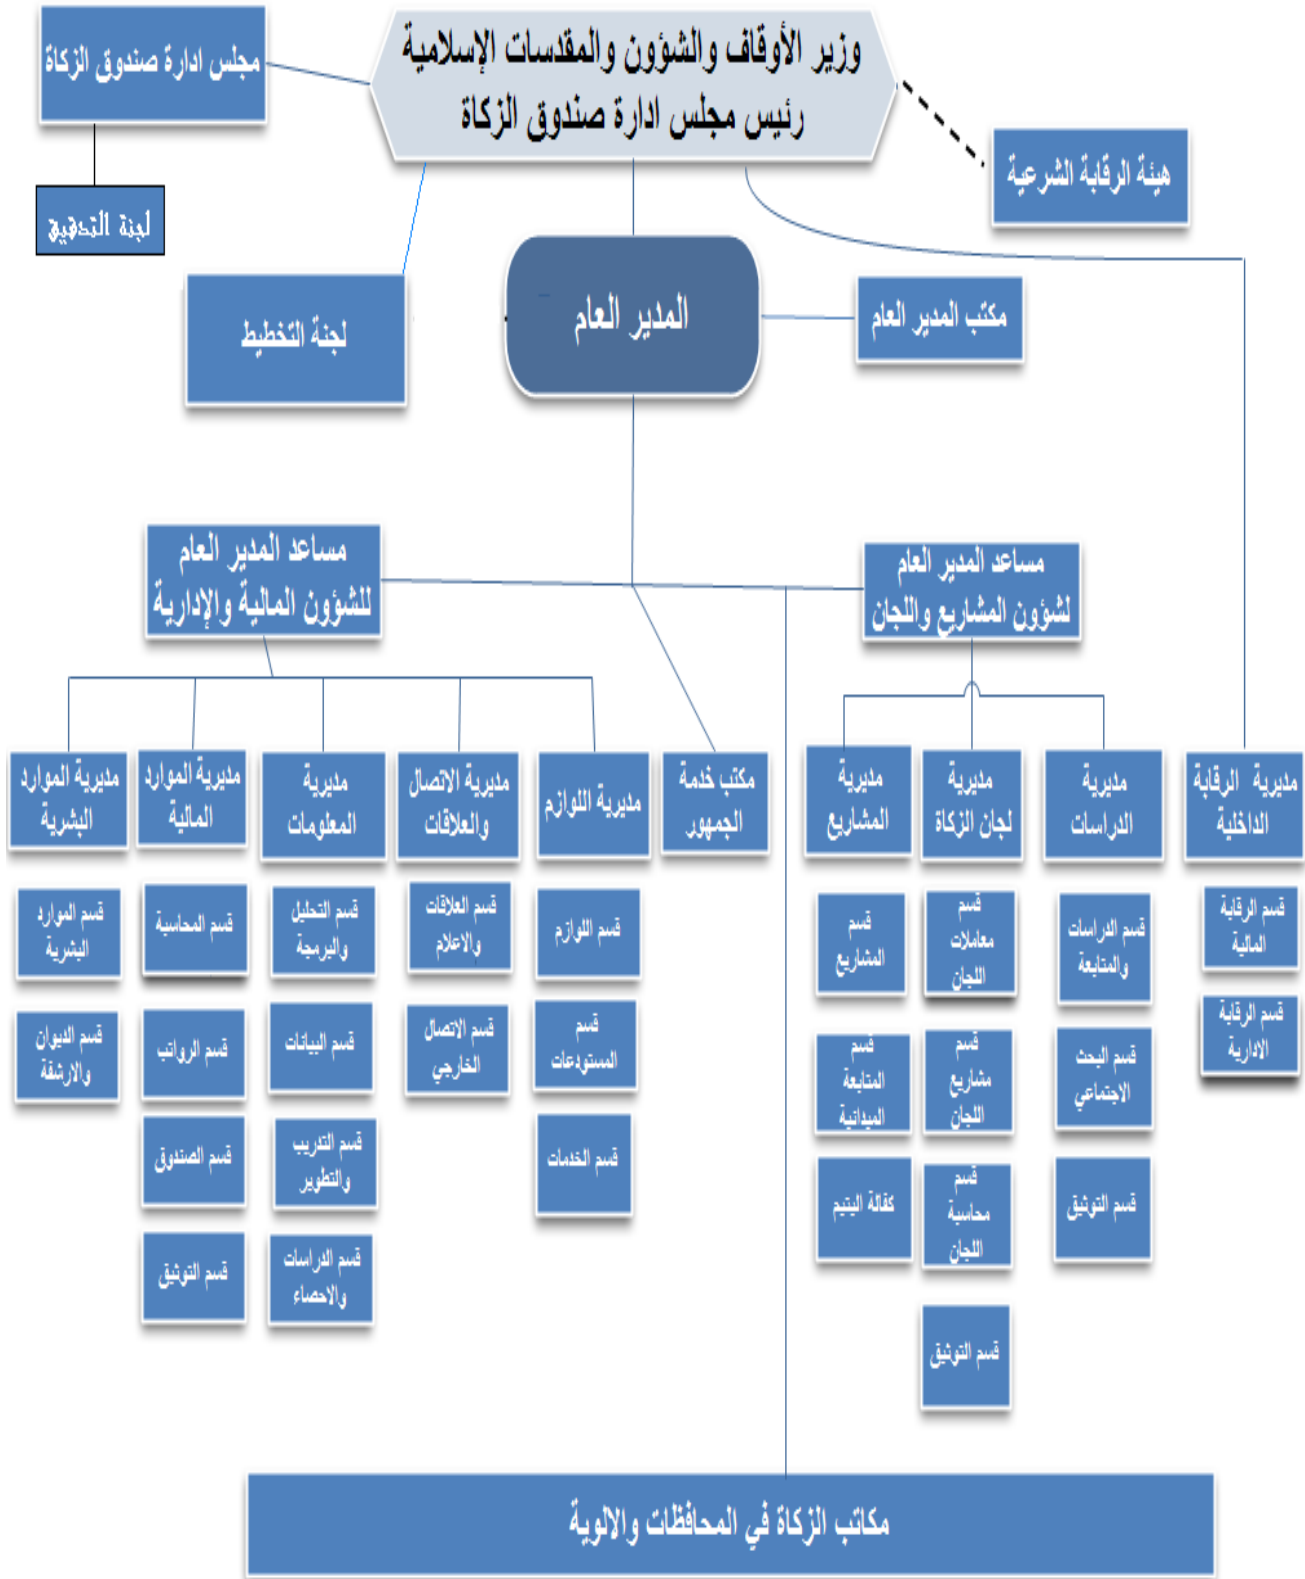 وزير الأوقاف والشؤون والمقدسات الإسلامية
رئيس مجلس ادارة صندوق الزكاة
مجلس ادارة صندوق الزكاة
هيئة الرقابة الشرعية
لجنة التدقيق
المدير العام
مكتب المدير العام
لجنة التخطيط
مساعد المدير العام
لشؤون المشاريع واللجان
مساعد المدير العام
للشؤون المالية والإدارية
مديرية الرقابة
الداخلية
مديرية
الدراسات
مديرية
لجان الزكاة
مديرية
المشاريع
مكتب خدمة
الجمهور
مديرية اللوازم
مديرية الاتصال
والعلاقات
مديرية
المعلومات
مديرية الموارد
المالية
مديرية الموارد
البشرية
قسم الرقابة
المالية
قسم الرقابة
الادارية
قسم الدراسات
والمتابعة
قسم البحث
الاجتماعي
قسم التوثيق
قسم
معاملات
اللجان
قسم
مشاريع
اللجان
قسم
محاسبة
اللجان
قسم التوثيق
قسم
المشاريع
قسم
المتابعة
الميدانية
كفالة اليتيم
قسم اللوازم
قسم
المستودعات
قسم الخدمات
قسم العلاقات
والاعلام
قسم الاتصال
الخارجي
قسم التحليل
والبرمجة
قسم البيانات
قسم التدريب
والتطوير
قسم الدراسات
والاحصاء
قسم المحاسبة
قسم الرواتب
قسم الصندوق
قسم التوثيق
قسم الموارد
البشرية
قسم الديوان
والارشفة
مكاتب الزكاة في المحافظات والالوية